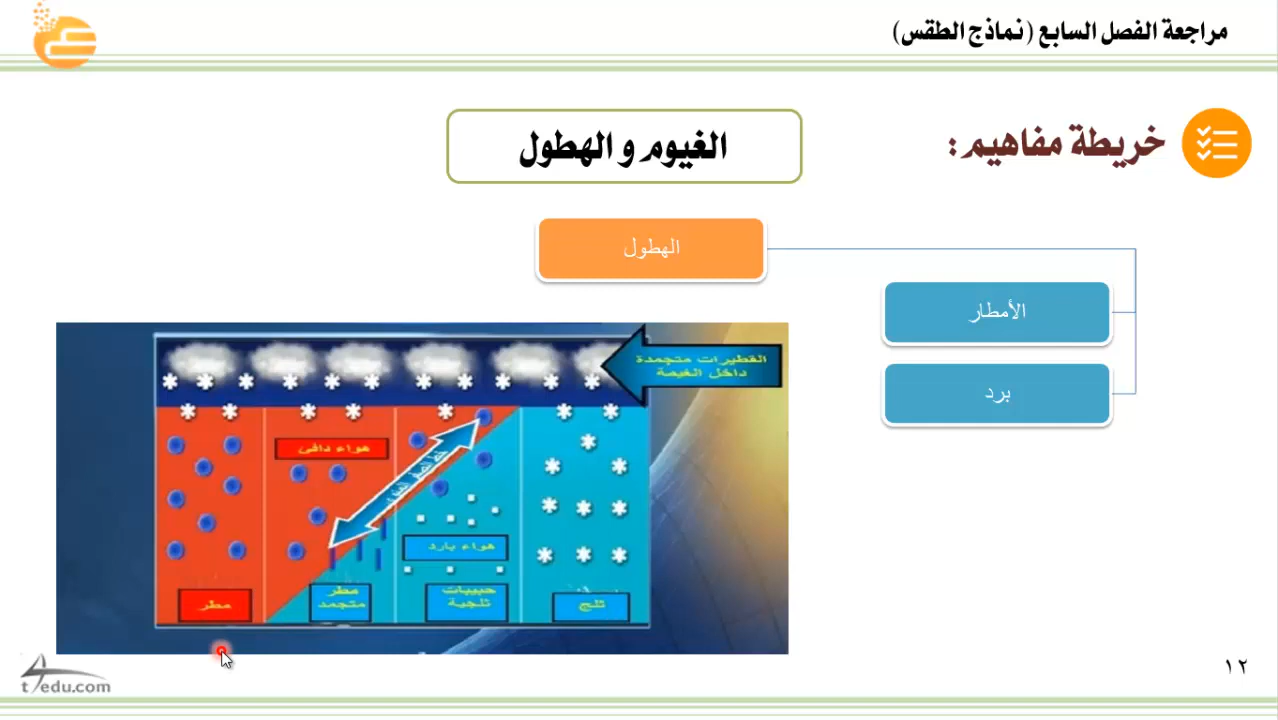 مراجعة الفصل السابع (نماذج الطقس)
خريطة مفاهيم:
الغيوم و الهطول
الهطول
الأمطار
برد
القطيرات متجمدة
داخل الغيمة
هواء دافئ
هواء بارد
مطر
مطر
متجمد
حبيبات
ثلجية
ثلج
t4edu.com
١٢